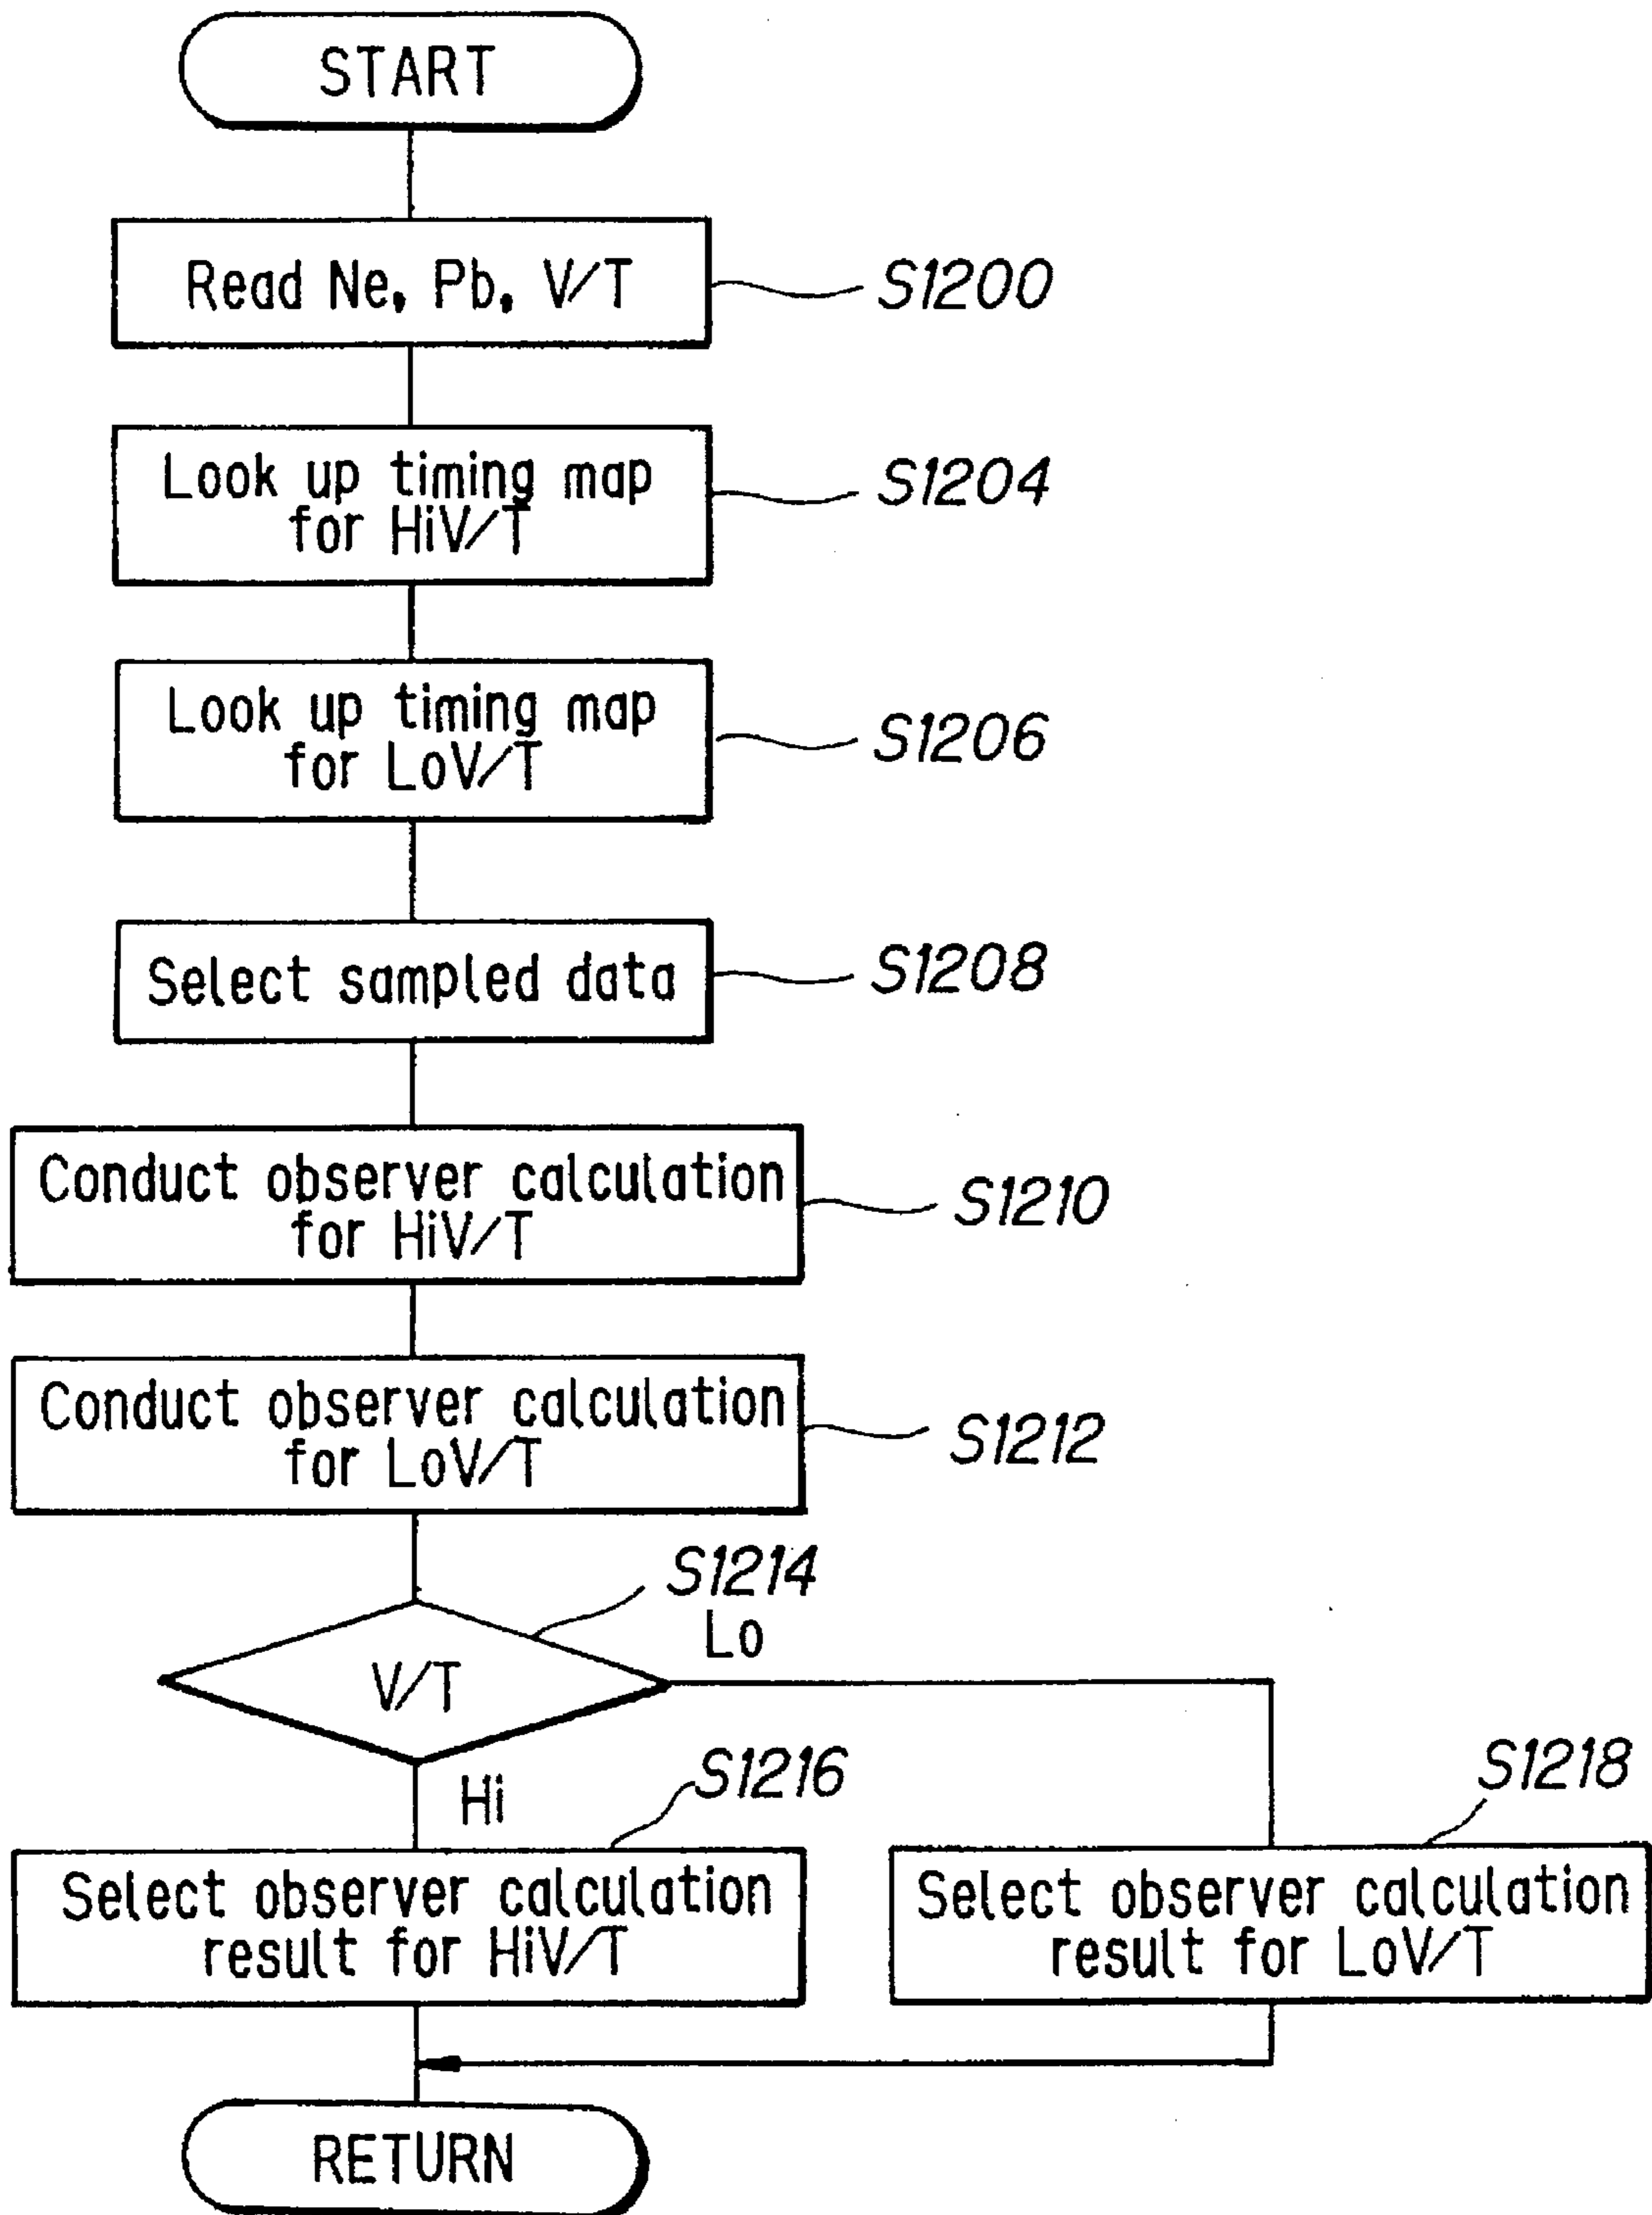 START
Read Ne, Pb, V/T
S1200
Look up timing map
for HiV/T
S1204
Look up timing map
for LoV/T
S1206
Select sampled data
S1208
Conduct observer calculation
for HiV/T
S1210
Conduct observer calculation
for LoV/T
S1212
S1214
Lo
V/T
Hi
S1216
S1218
Select observer calculation
result for HiV/T
Select observer calculation
result for LoV/T
RETURN